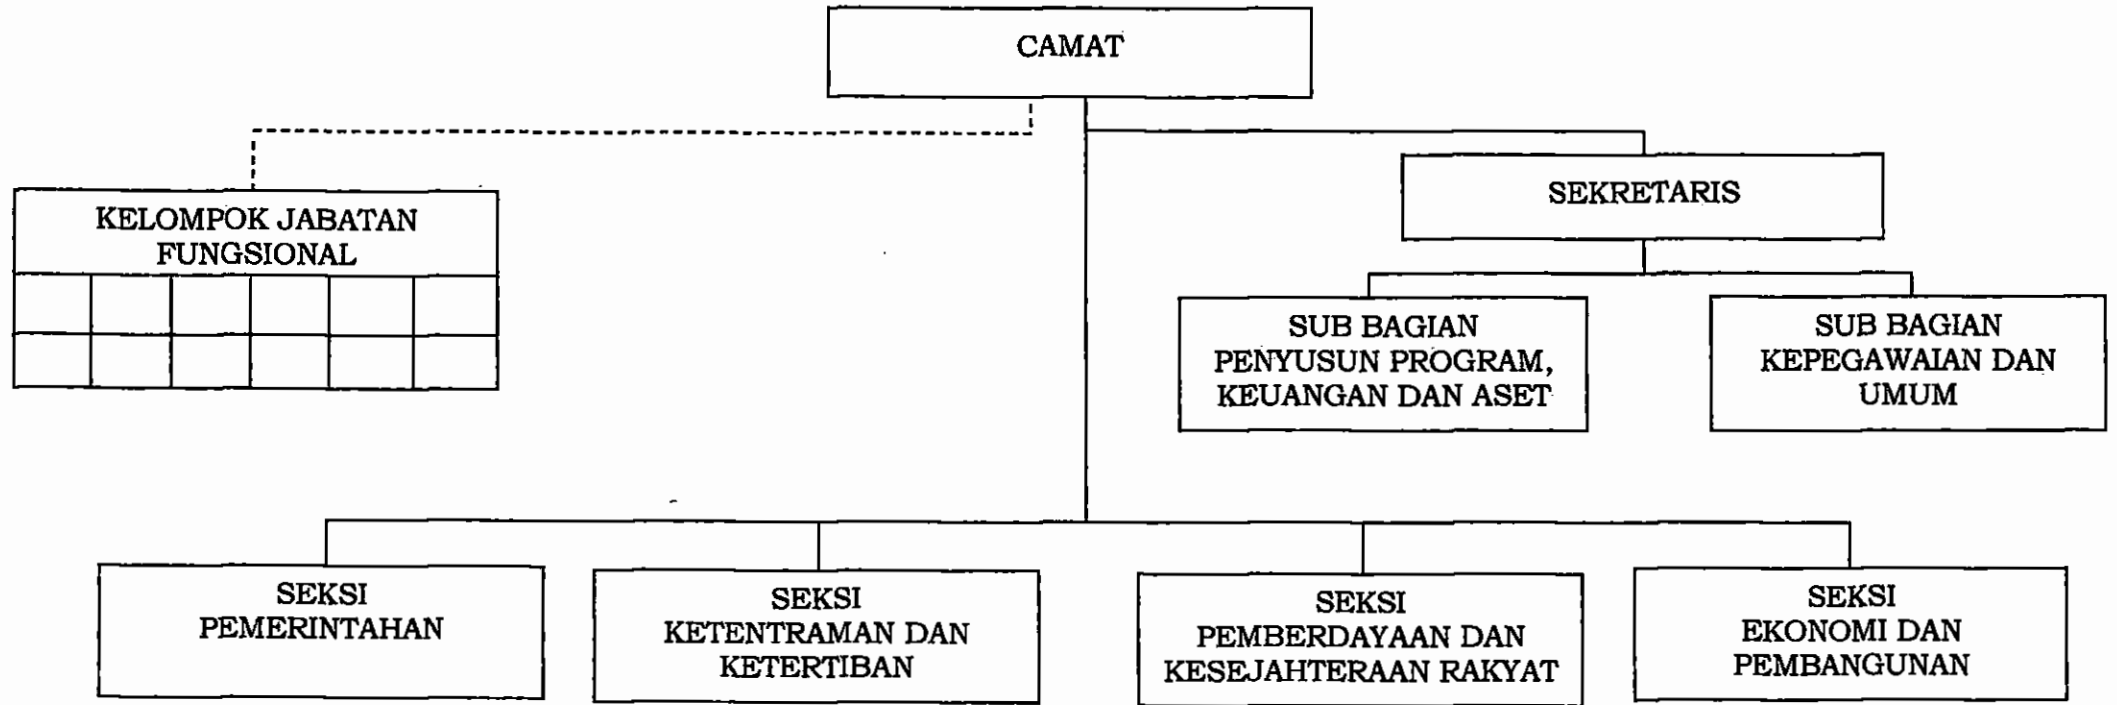 CAMAT
SEKRETARIS
KELOMPOK JABATAN
FUNGSIONAL
SUB BAGIAN
PENYUSUN PROGRAM,
KEUANGAN DAN ASET
SUB BAGIAN
KEPEGAWAIAN DAN
UMUM
SEKSI
PEMERINTAHAN
SEKSI
KETENTRAMAN DAN
KETERTIBAN
SEKSI
PEMBERDAYAAN DAN
KESEJAHTERAAN RAKYAT
SEKSI
EKONOMI DAN
PEMBANGUNAN